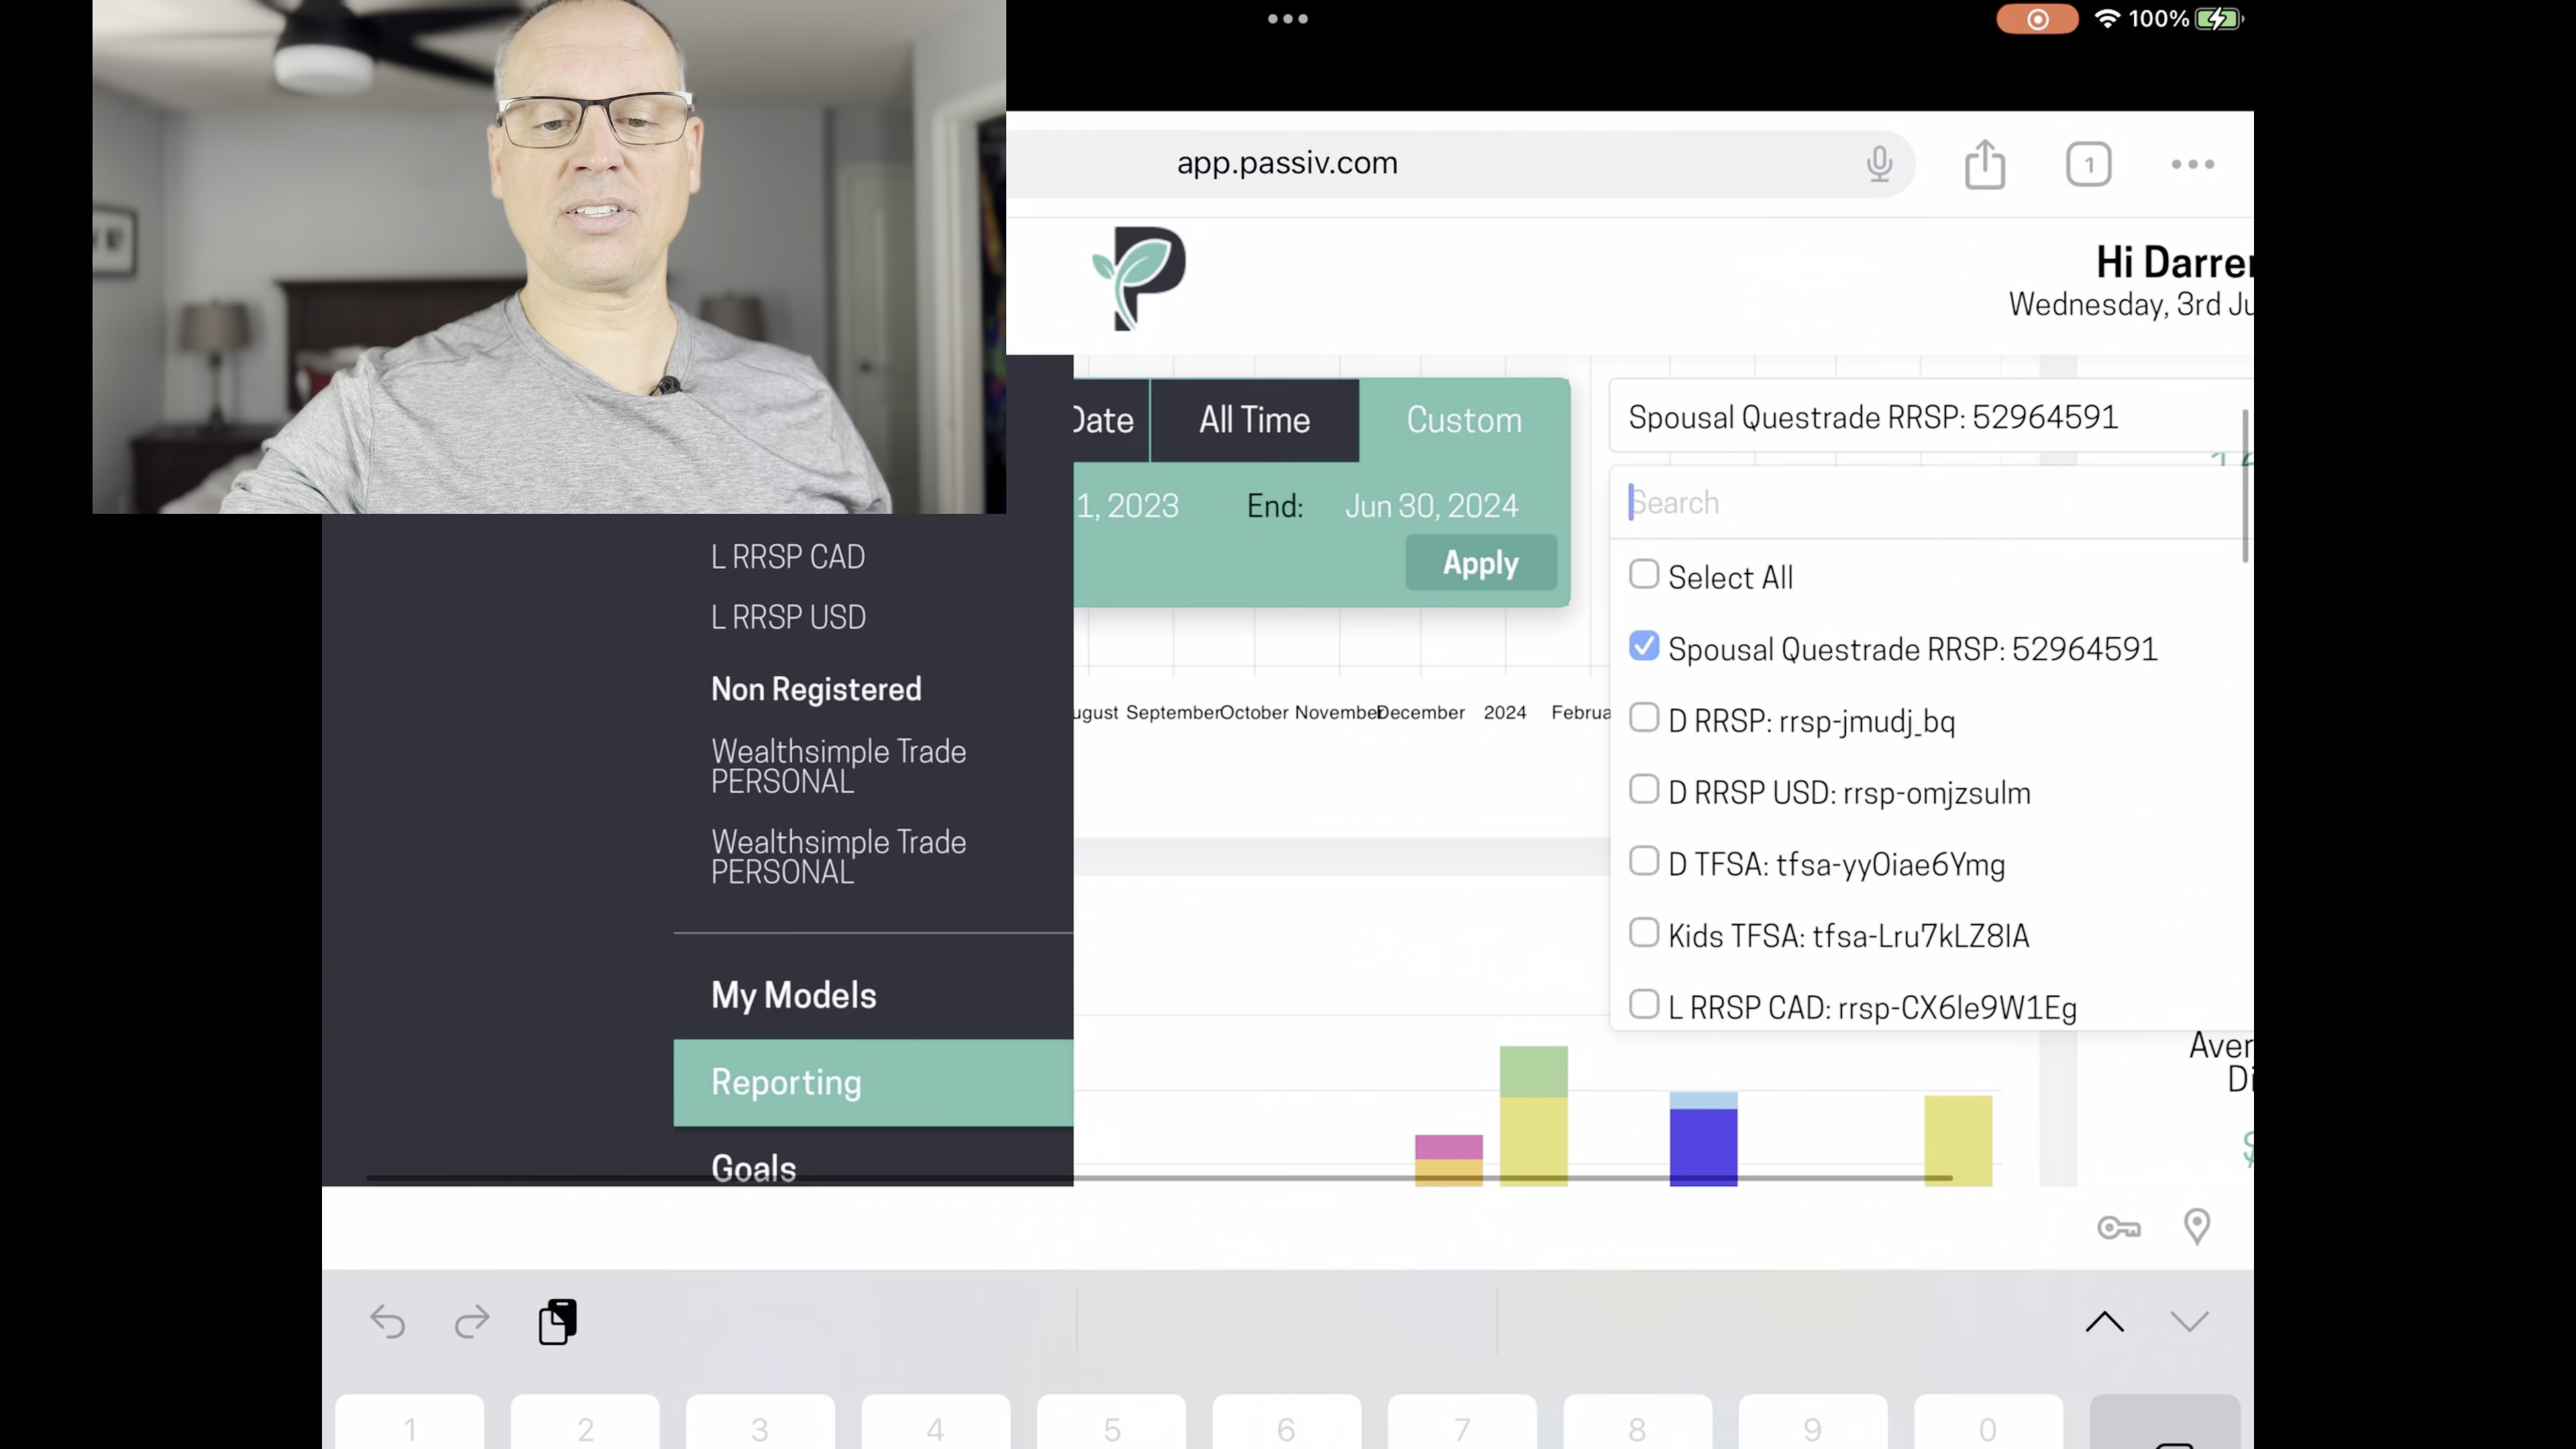 100%
app.passiv.com
1
Hi Darre
Wednesday, 3rd Ju
Date
All Time
Custom
1, 2023
End:
Jun 30, 2024
Apply
Spousal Questrade RRSP: 52964591
Search
Select All
Spousal Questrade RRSP: 52964591
D RRSP: rrsp-jmudj_bq
D RRSP USD: rrsp-omjzsulm
D TFSA: tfsa-yy0iae6Ymg
Kids TFSA: tfsa-Lru7kLZ8lA
L RRSP CAD: rrsp-CX6le9W1Eg
L RRSP CAD
L RRSP USD
Non Registered
Wealthsimple Trade
PERSONAL
Wealthsimple Trade
PERSONAL
My Models
Reporting
Goals
ugust September October November December 2024 Februa
Aver
Di
$
1 2 3 4 5 6 7 8 9 0